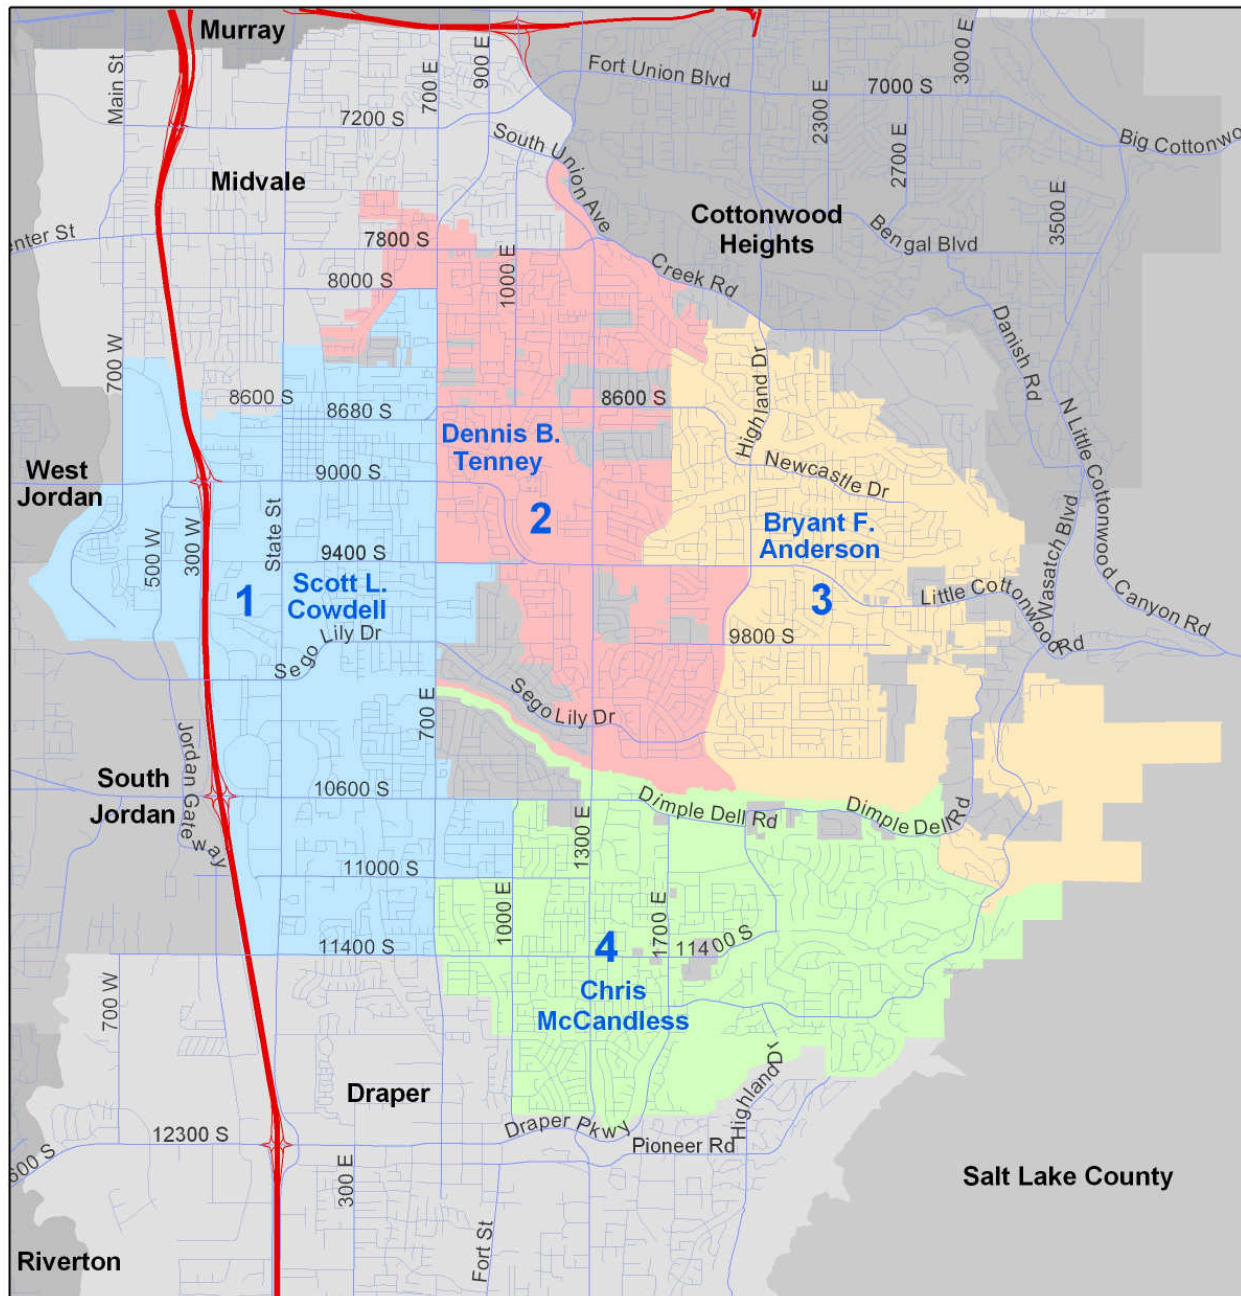 Murray
Main St
700 E
900 E
Fort Union Blvd
7000 S
3000 E
7200 S
2300 E
2700 E
Big Cottonwo
South Union Ave
Midvale
3500 E
Cottonwood
Heights
enter St
7800 S
Bengal Blvd
1000 E
Creek Rd
8000 S
Danish Rd
700 W
Highland Dr
8600 S
8680 S
8600 S
N Little Cottonwood Canyon Rd
Dennis B.
Tenney
West
Jordan
9000 S
Newcastle Dr
2
Bryant F.
Anderson
State St
500 W
300 W
9400 S
Wasatch Blvd
1
Scott L.
Cowdell
3
Little Cottonwood Rd
Sego Lily Dr
9800 S
700 E
Sego Lily Dr
Jordan Gateway
South
Jordan
10600 S
Dimple Dell Rd
Dimple Dell Rd
1300 E
11000 S
1000 E
1700 E
11400 S
11400 S
4
Chris
McCandless
700 W
Highland Dr
Draper
Draper Pkwy
12300 S
Pioneer Rd
600 S
300 E
Salt Lake County
Fort St
Riverton